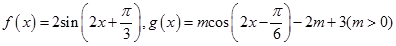 f(x)=2sin(2x+π/3),g(x)=mcos(2x-π/6)-2m+3(m>0)